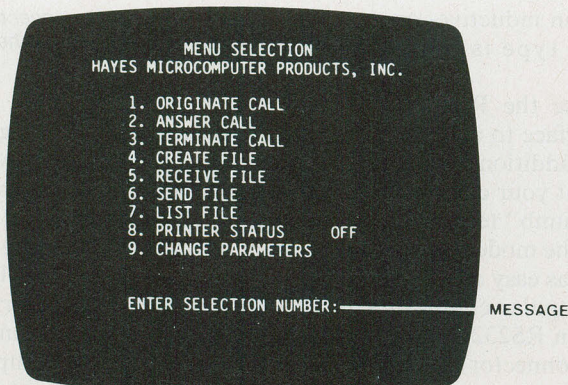 MENU SELECTION
HAYES MICROCOMPUTER PRODUCTS, INC.
1. ORIGINATE CALL
2. ANSWER CALL
3. TERMINATE CALL
4. CREATE FILE
5. RECEIVE FILE
6. SEND FILE
7. LIST FILE
8. PRINTER STATUS OFF
9. CHANGE PARAMETERS
ENTER SELECTION NUMBER:
MESSAGE